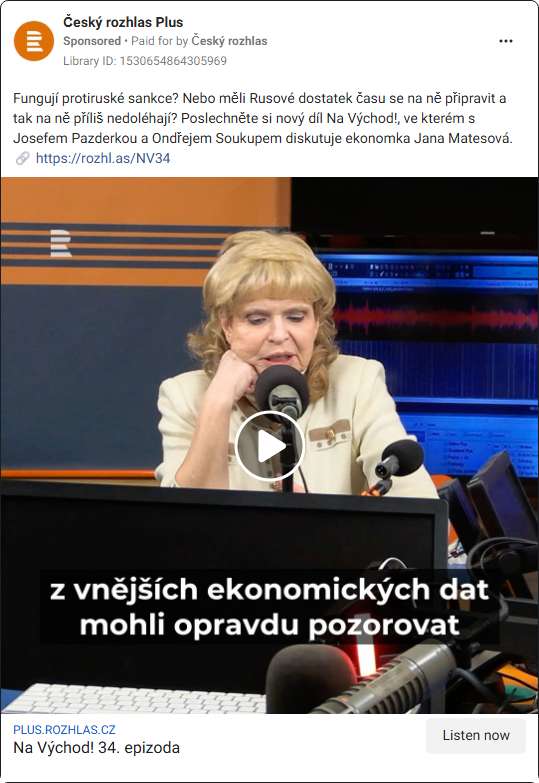 Český rozhlas Plus
Sponsored • Paid for by Český rozhlas
Library ID: 1530654864305969
Fungují protiruské sankce? Nebo měli Rusové dostatek času se na ně připravit a
tak na ně příliš nedoléhají? Poslechněte si nový díl Na Východ!, ve kterém s
Josefem Pazderkou a Ondřejem Soukupem diskutuje ekonomka Jana Matesová.
🔗 https://rozhl.as/NV34
z vnějších ekonomických dat
mohli opravdu pozorovat
PLUS.ROZHLAS.CZ
Na Východ! 34. epizoda
Listen now